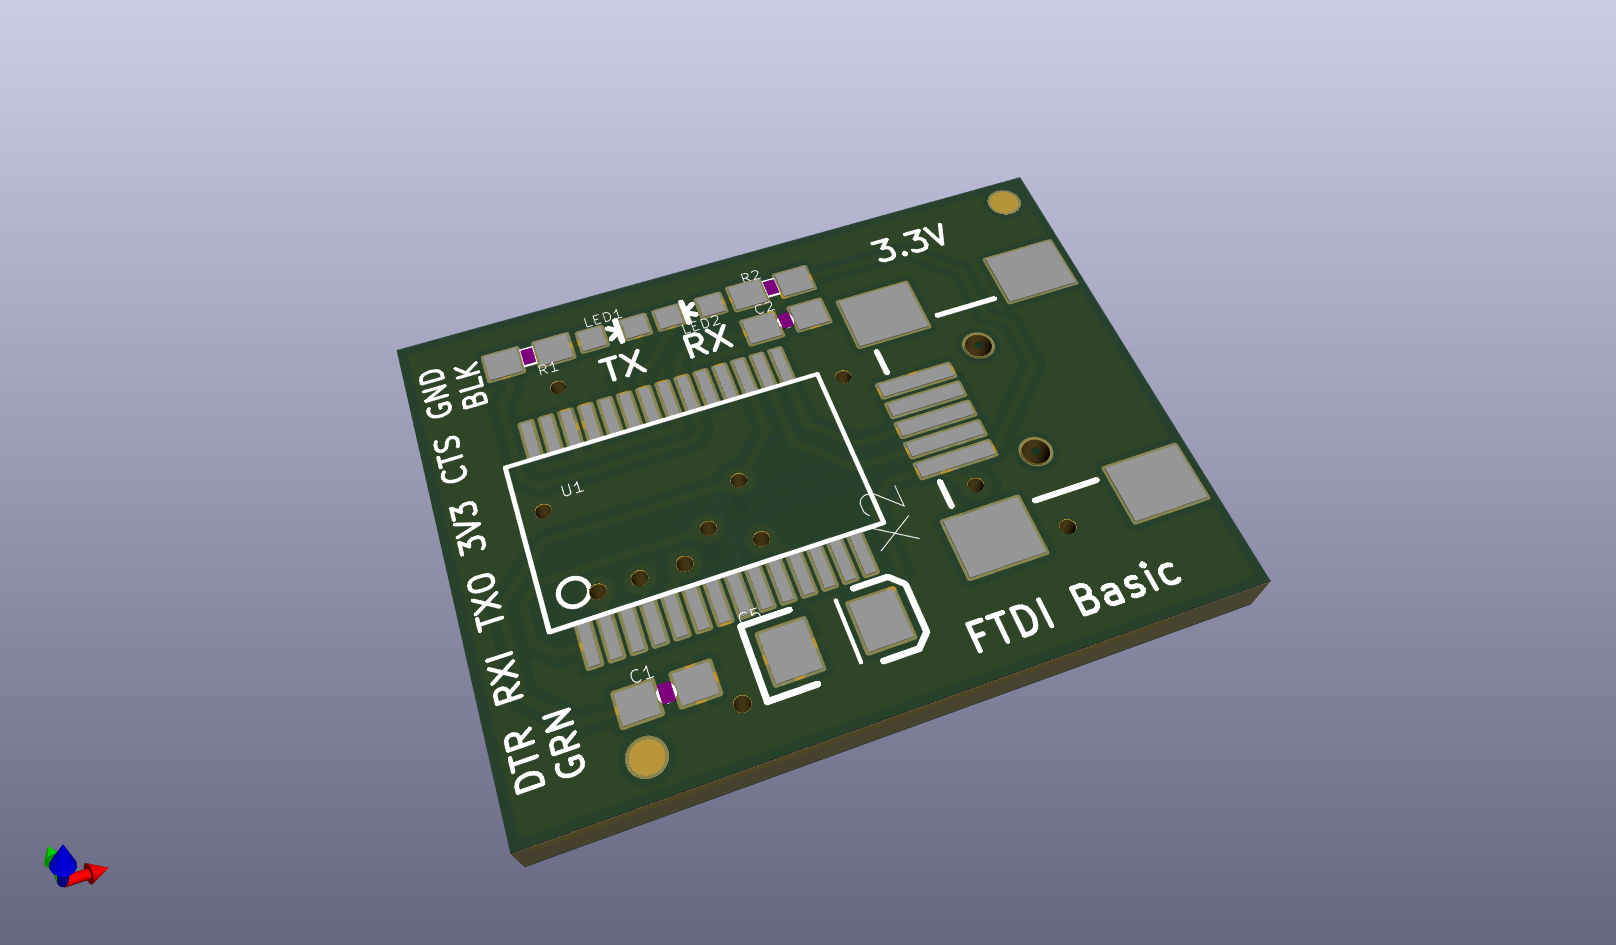 3.3V
R2
C2
LED1
LED2
R1
TX
RX
GND
BLK
CTS
3V3
TXO
RXI
DTR
GRN
U1
X2
C5
C1
FTDI Basic